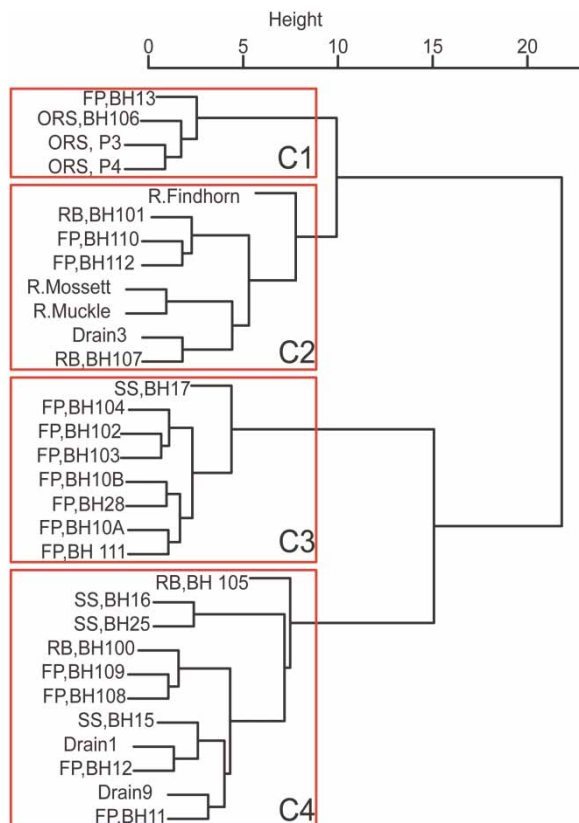 Height
0 5 10 15 20
FP,BH13
ORS,BH106
ORS, P3
ORS, P4
C1
R.Findhorn
RB,BH101
FP,BH110
FP,BH112
R.Mossett
R.Muckle
Drain3
RB,BH107
C2
SS,BH17
FP,BH104
FP,BH102
FP,BH103
FP,BH10B
FP,BH28
FP,BH10A
FP,BH 111
C3
RB,BH 105
SS,BH16
SS,BH25
RB,BH100
FP,BH109
FP,BH108
SS,BH15
Drain1
FP,BH12
Drain9
FP,BH11
C4